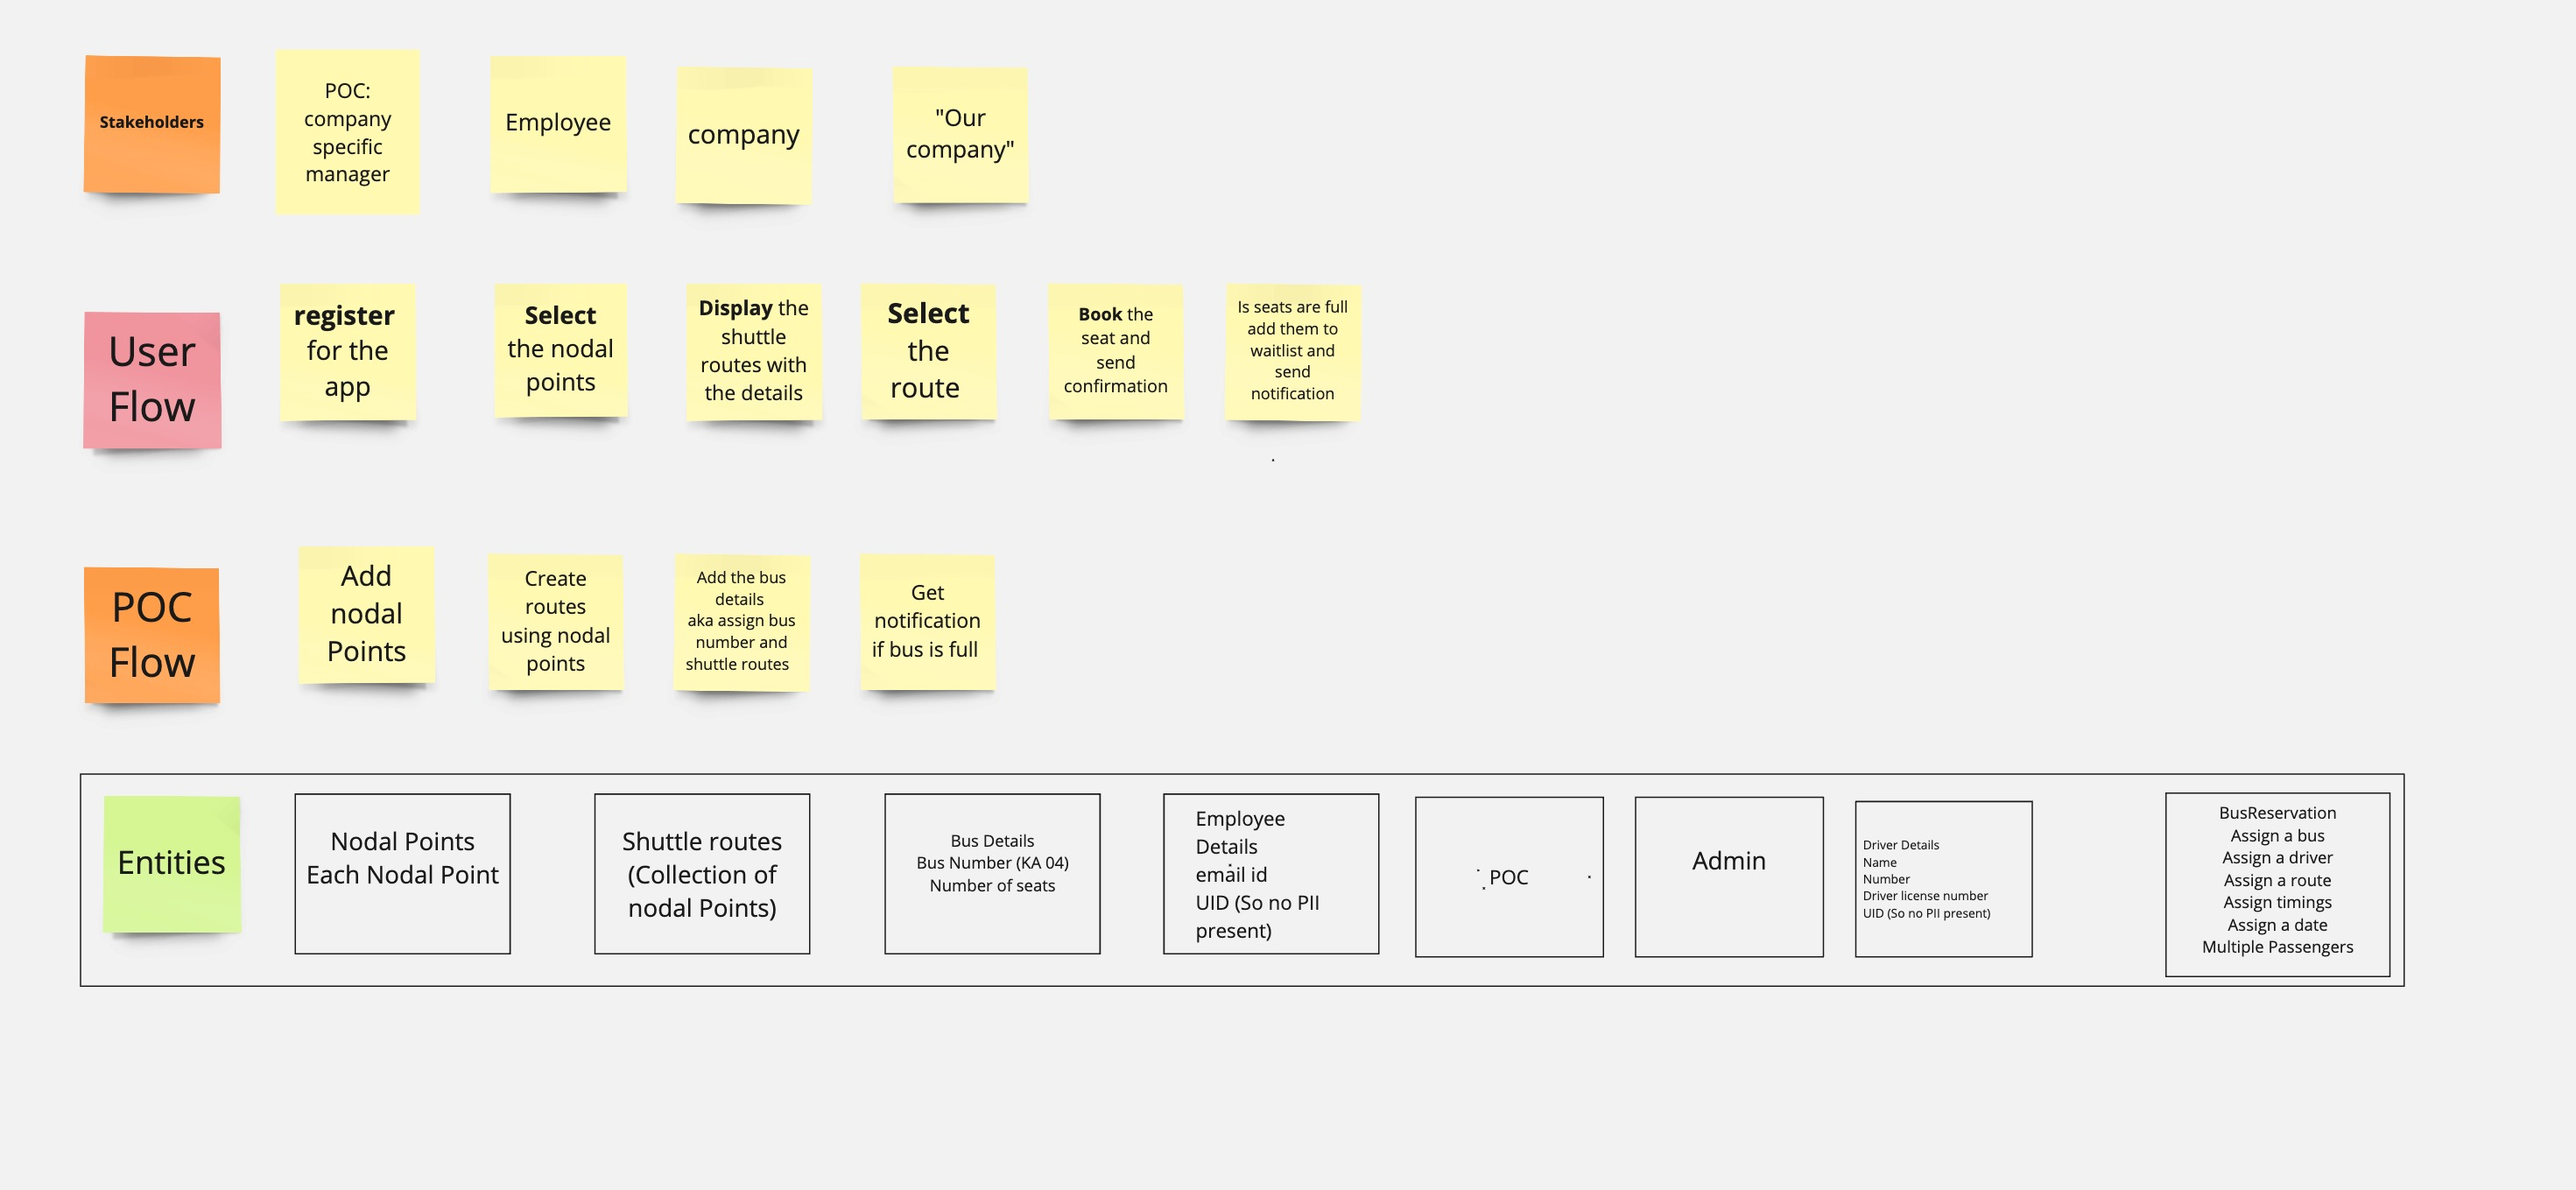 Stakeholders
POC:
company
specific
manager
Employee
company
"Our
company"
User
Flow
register
for the
app
Select
the nodal
points
Display the
shuttle
routes with
the details
Select
the
route
Book the
seat and
send
confirmation
Is seats are full
add them to
waitlist and
send
notification
POC
Flow
Add
nodal
Points
Create
routes
using nodal
points
Add the bus
details
aka assign bus
number and
shuttle routes
Get
notification
if bus is full
Entities
Nodal Points
Each Nodal Point
Shuttle routes
(Collection of
nodal Points)
Bus Details
Bus Number (KA 04)
Number of seats
Employee
Details
email id
UID (So no PII
present)
POC
Admin
Driver Details
Name
Number
Driver license number
UID (So no PII present)
BusReservation
Assign a bus
Assign a driver
Assign a route
Assign timings
Assign a date
Multiple Passengers